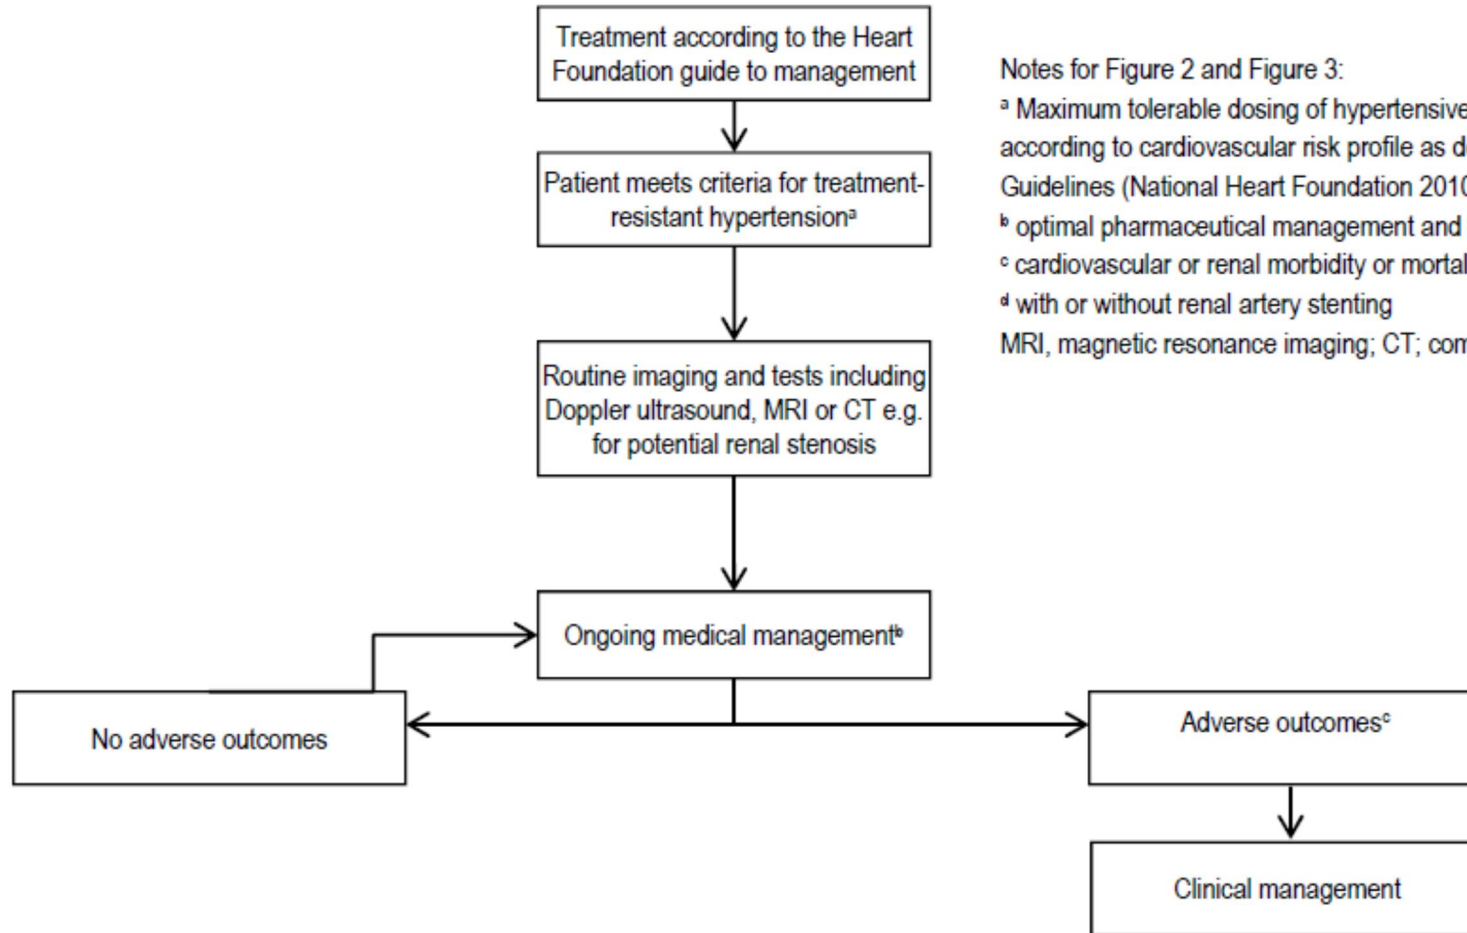 Treatment according to the Heart
Foundation guide to management
Notes for Figure 2 and Figure 3:
ᵃ Maximum tolerable dosing of hypertensive
according to cardiovascular risk profile as
Guidelines (National Heart Foundation 2010
ᵇ optimal pharmaceutical management and
ᶜ cardiovascular or renal morbidity or
ᵈ with or without renal artery stenting
MRI, magnetic resonance imaging; CT;
Patient meets criteria for treatment-
resistant hypertensionᵃ
Routine imaging and tests including
Doppler ultrasound, MRI or CT e.g.
for potential renal stenosis
Ongoing medical managementᵇ
No adverse outcomes
Adverse outcomesᶜ
Clinical management